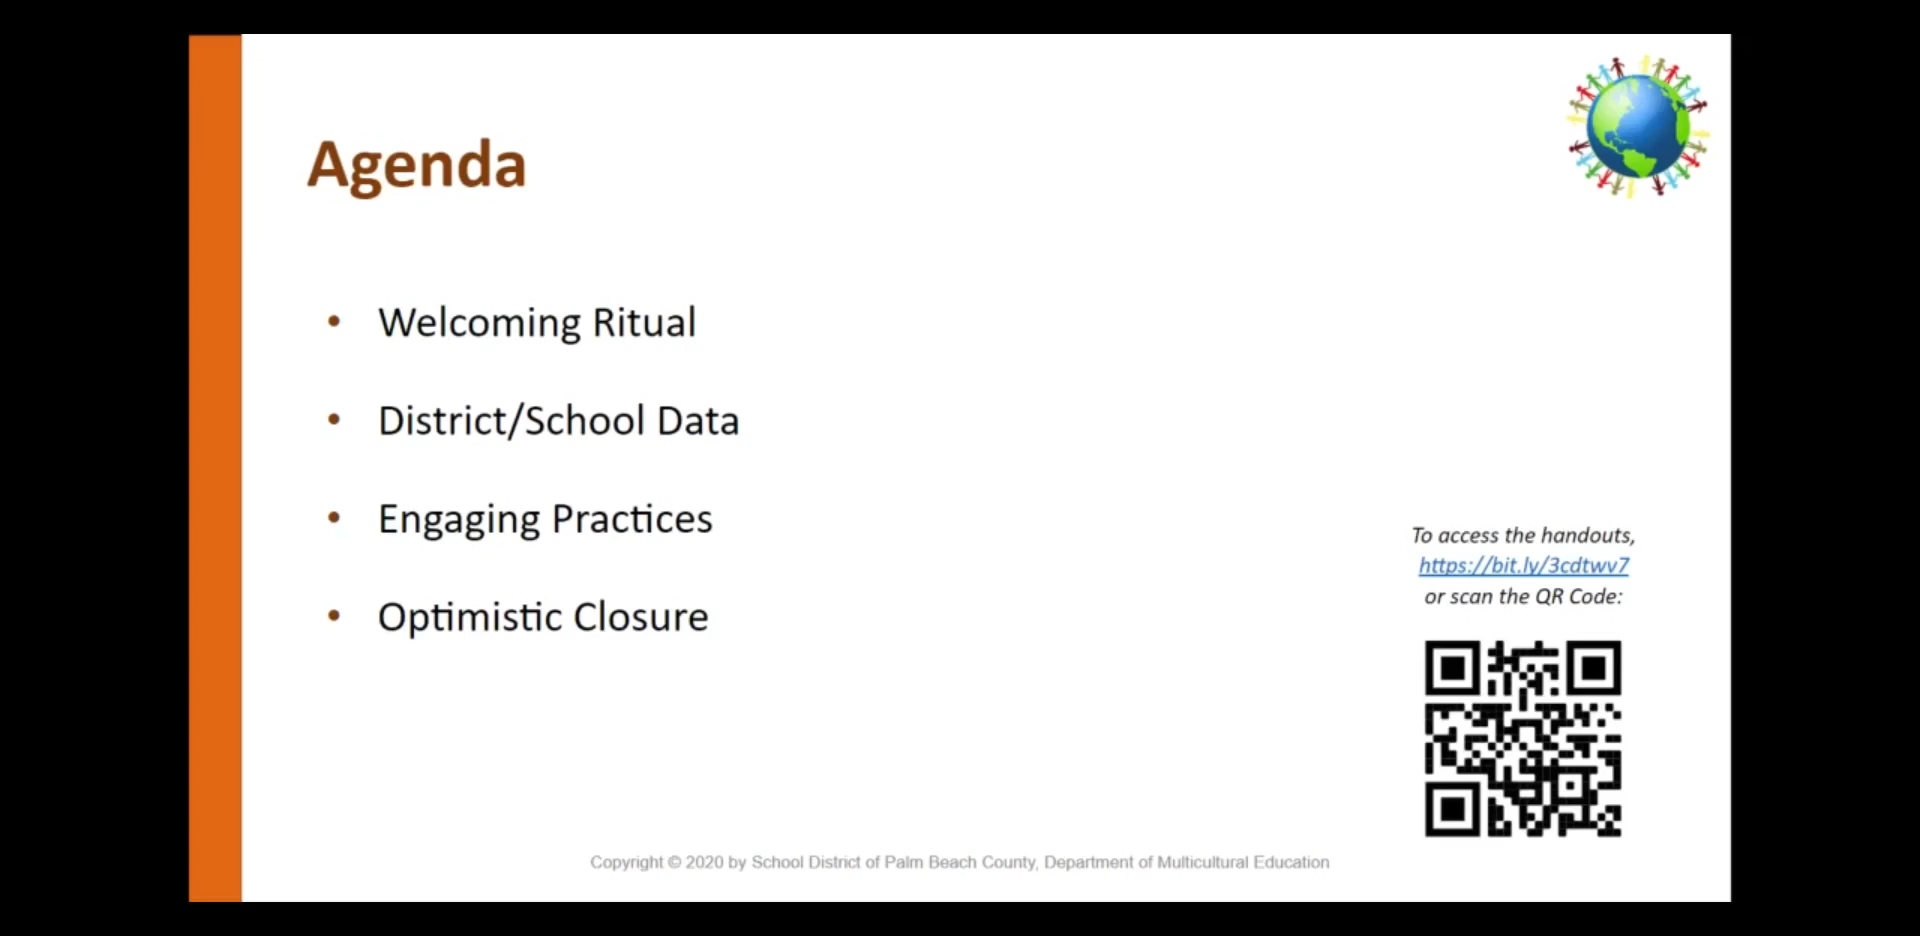 Agenda
• Welcoming Ritual
• District/School Data
• Engaging Practices
• Optimistic Closure
To access the handouts,
https://bit.ly/3cdtwv7
or scan the QR Code:
Copyright © 2020 by School District of Palm Beach County, Department of Multicultural Education